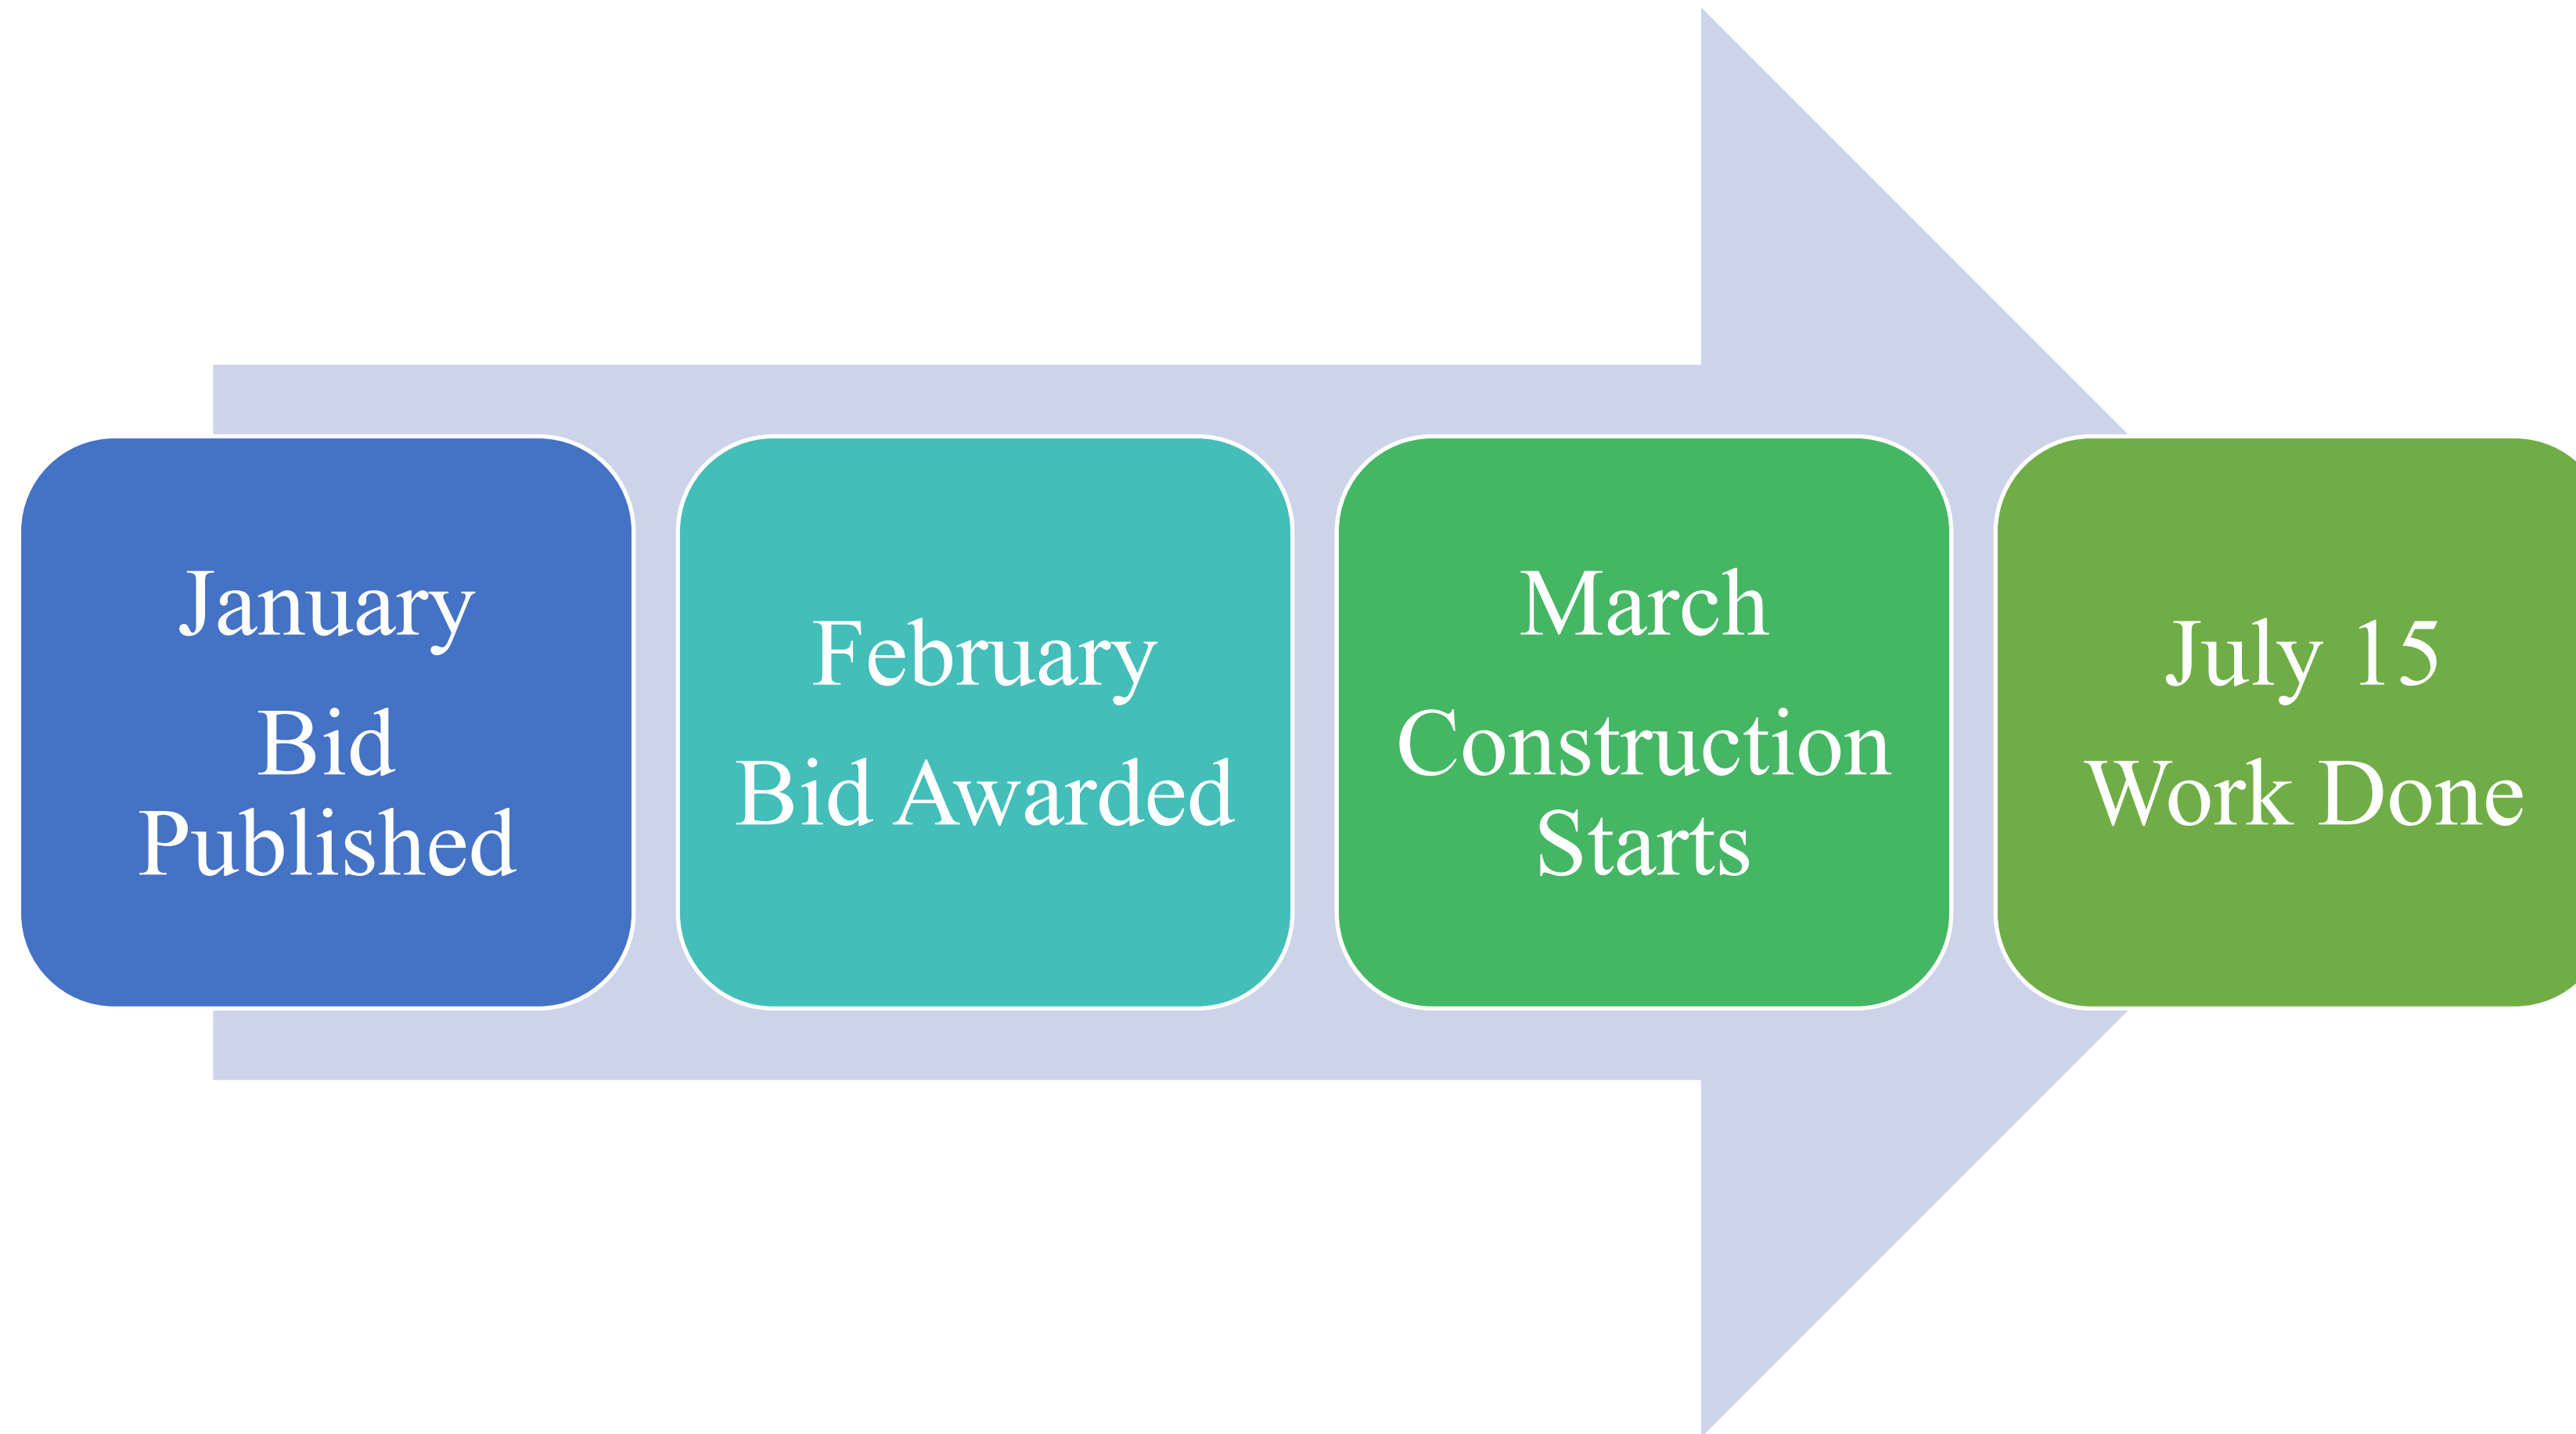 January
Bid
Published
February
Bid Awarded
March
Construction
Starts
July 15
Work Done